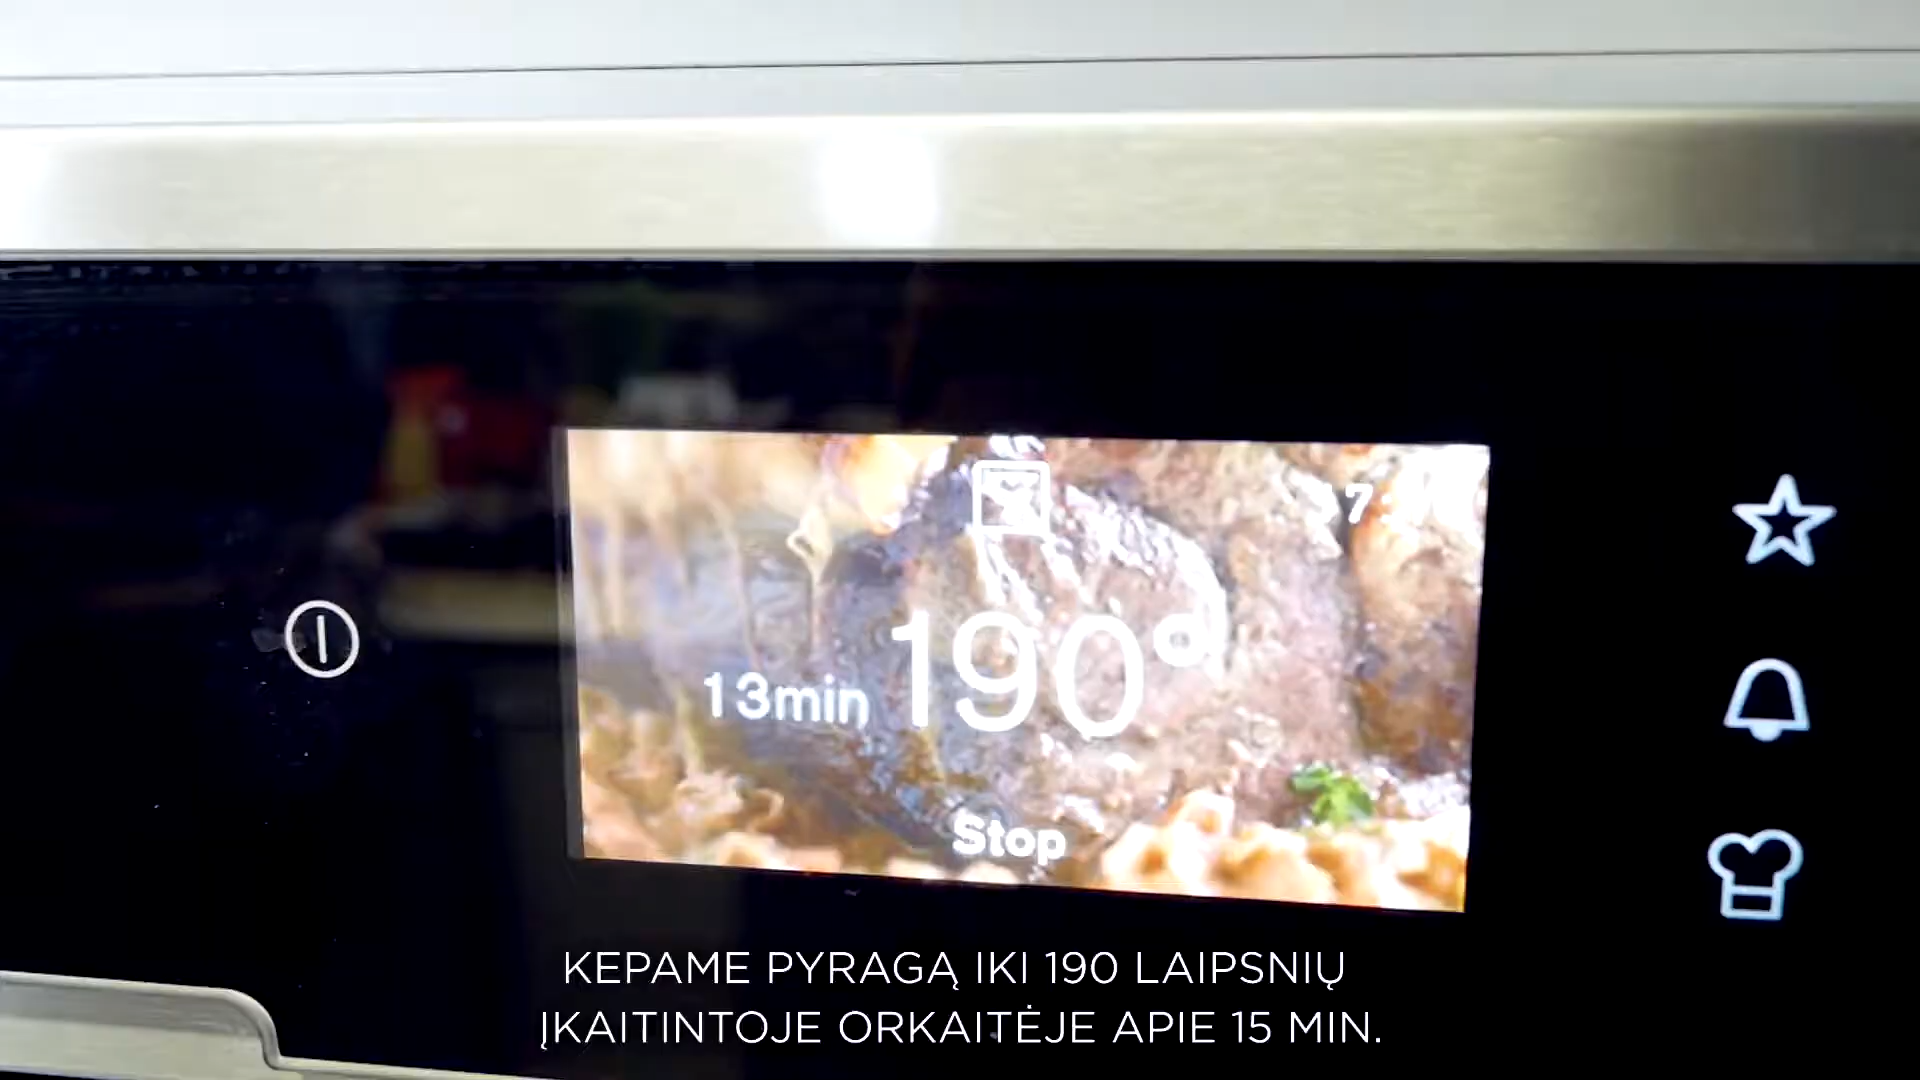 13min 190°
Stop
KEPAME PYRAGĄ IKI 190 LAIPSNIŲ
ĮKAITINTOJE ORKAITĖJE APIE 15 MIN.